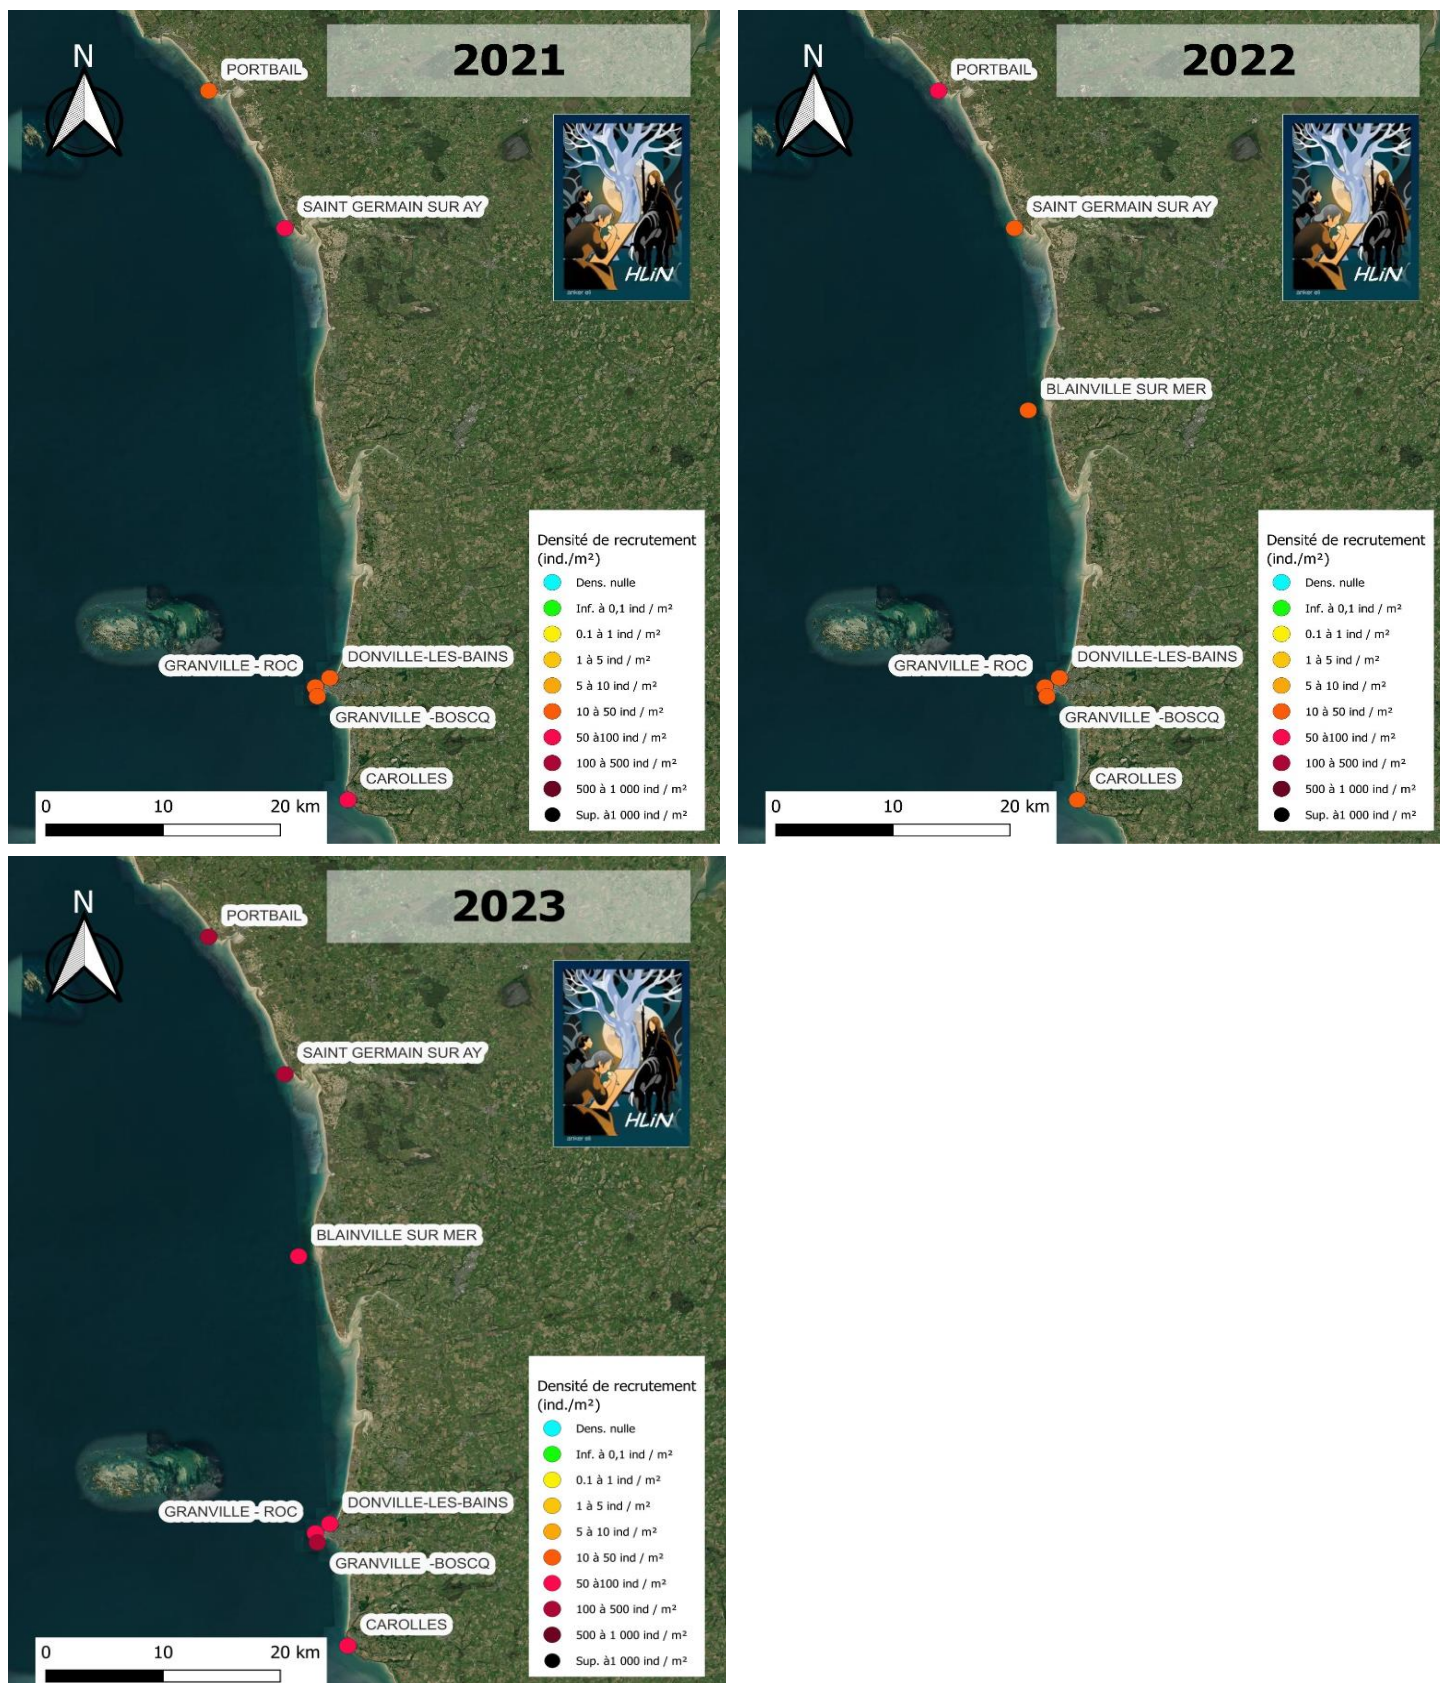 2021
N
PORTBAIL
SAINT GERMAIN SUR AY
HLiN
anker eli
Densité de recrutement
(ind./m²)
Dens. nulle
Inf. à 0,1 ind / m²
0.1 à 1 ind / m²
1 à 5 ind / m²
5 à 10 ind / m²
10 à 50 ind / m²
50 à100 ind / m²
100 à 500 ind / m²
500 à 1 000 ind / m²
Sup. à1 000 ind / m²
DONVILLE-LES-BAINS
GRANVILLE - ROC
GRANVILLE -BOSCQ
CAROLLES
0 10 20 km
2022
N
PORTBAIL
SAINT GERMAIN SUR AY
HLiN
anker eli
BLAINVILLE SUR MER
Densité de recrutement
(ind./m²)
Dens. nulle
Inf. à 0,1 ind / m²
0.1 à 1 ind / m²
1 à 5 ind / m²
5 à 10 ind / m²
10 à 50 ind / m²
50 à100 ind / m²
100 à 500 ind / m²
500 à 1 000 ind / m²
Sup. à1 000 ind / m²
DONVILLE-LES-BAINS
GRANVILLE - ROC
GRANVILLE -BOSCQ
CAROLLES
0 10 20 km
2023
N
PORTBAIL
SAINT GERMAIN SUR AY
HLiN
anker eli
BLAINVILLE SUR MER
Densité de recrutement
(ind./m²)
Dens. nulle
Inf. à 0,1 ind / m²
0.1 à 1 ind / m²
1 à 5 ind / m²
5 à 10 ind / m²
10 à 50 ind / m²
50 à100 ind / m²
100 à 500 ind / m²
500 à 1 000 ind / m²
Sup. à1 000 ind / m²
DONVILLE-LES-BAINS
GRANVILLE - ROC
GRANVILLE -BOSCQ
CAROLLES
0 10 20 km